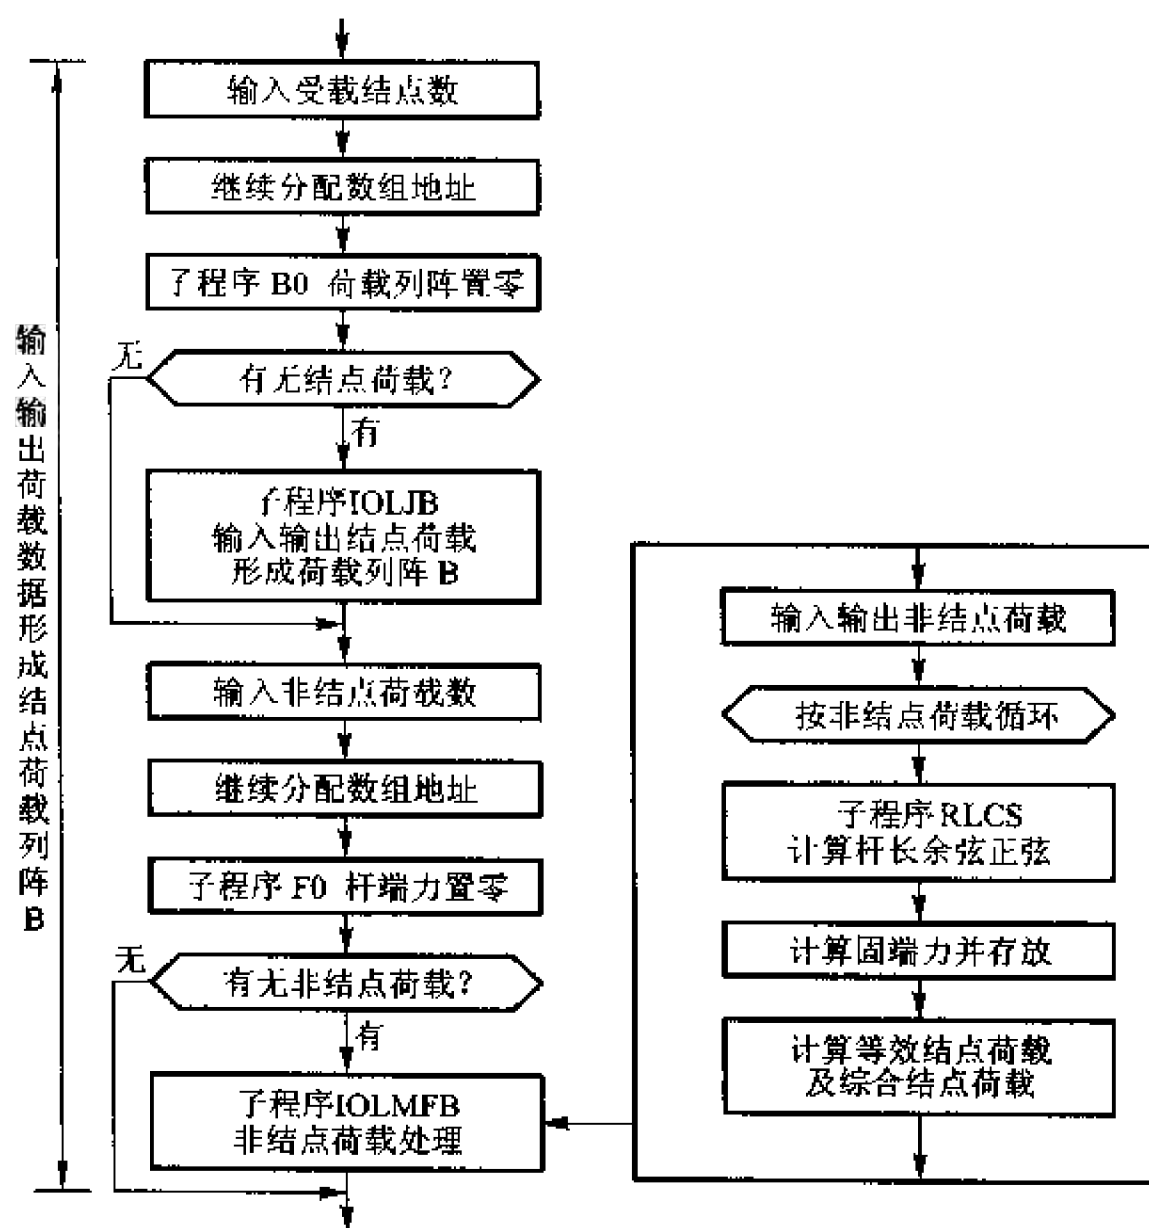 输入输出荷载数据形成结点荷载列阵B
输入受载结点数
继续分配数组地址
子程序 B0 荷载列阵置零
无
有无结点荷载?
有
子程序IOLJB
输入输出结点荷载
形成荷载列阵 B
输入非结点荷载数
继续分配数组地址
子程序 F0 杆端力置零
无
有无非结点荷载?
有
子程序IOLMFB
非结点荷载处理
输入输出非结点荷载
按非结点荷载循环
子程序 RLCS
计算杆长余弦正弦
计算固端力并存放
计算等效结点荷载
及综合结点荷载